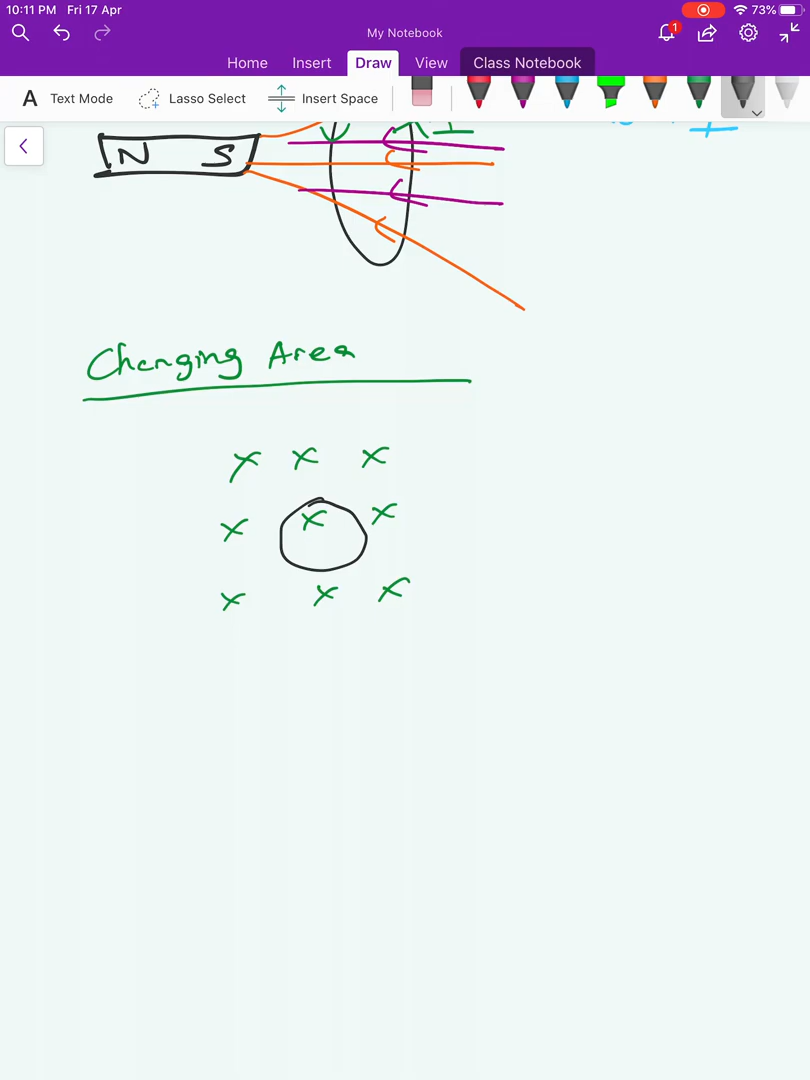 10:11 PM Fri 17 Apr
73%
My Notebook
1
Home Insert Draw View Class Notebook
A Text Mode Lasso Select Insert Space
I
N S
Changing Area
x x x
x x x
x x x